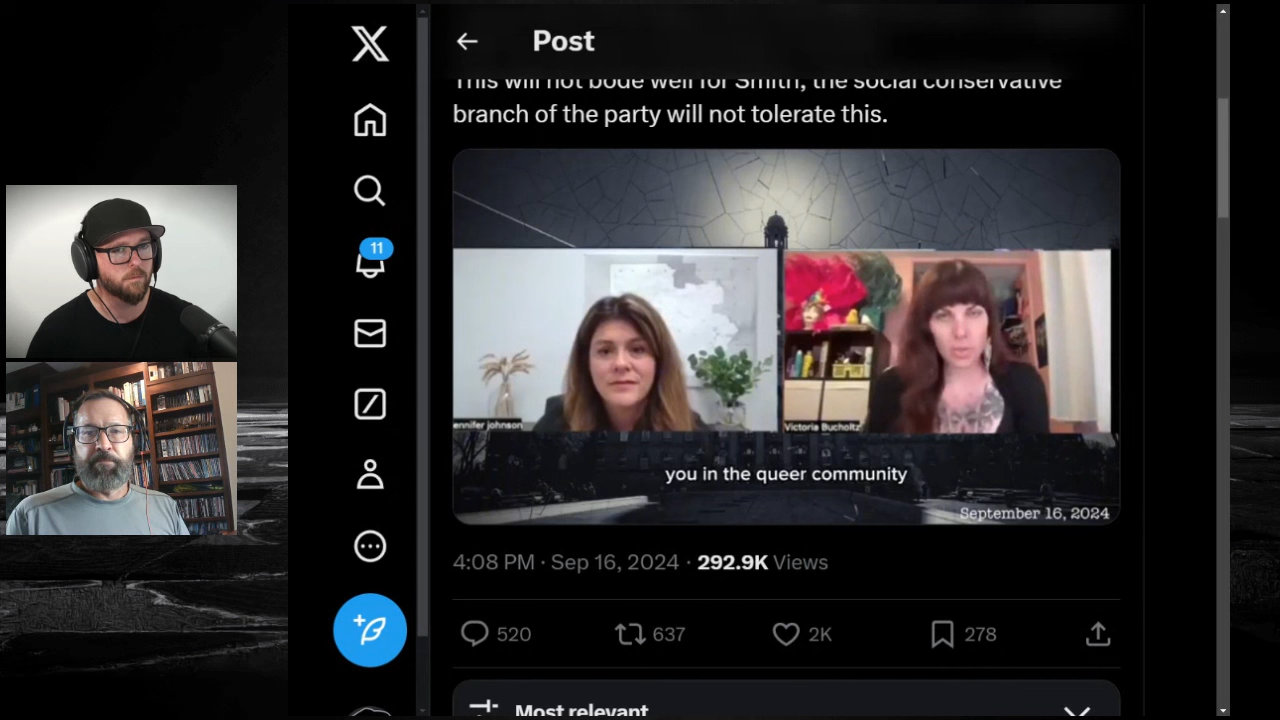 Post
This will not bode well for Smith, the social conservative
branch of the party will not tolerate this.
ennifer johnson
Victoria Bucholtz
you in the queer community
September 16, 2024
4:08 PM · Sep 16, 2024 · 292.9K Views
520 637 2K 278
11
Most relevant